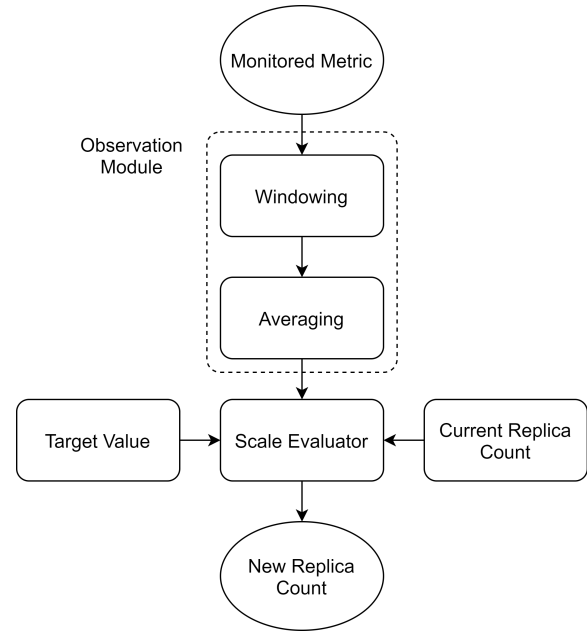 Monitored Metric
Observation
Module
Windowing
Averaging
Target Value
Scale Evaluator
Current Replica
Count
New Replica
Count